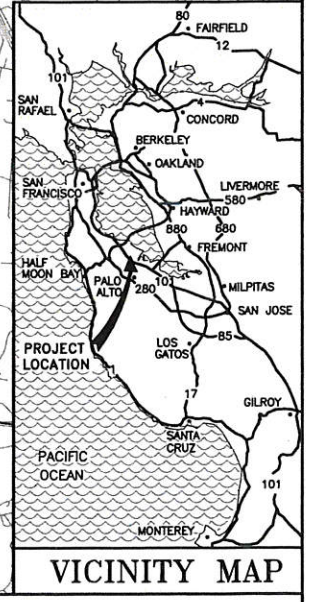 80
FAIRFIELD
12
101
SAN
RAFAEL
4
CONCORD
BERKELEY
OAKLAND
SAN
FRANCISCO
LIVERMORE
580
HAYWARD
880
680
FREMONT
HALF
MOON BAY
PALO
ALTO
101
280
MILPITAS
SAN JOSE
85
PROJECT
LOCATION
1
LOS
GATOS
17
GILROY
SANTA
CRUZ
PACIFIC
OCEAN
101
MONTEREY
VICINITY MAP